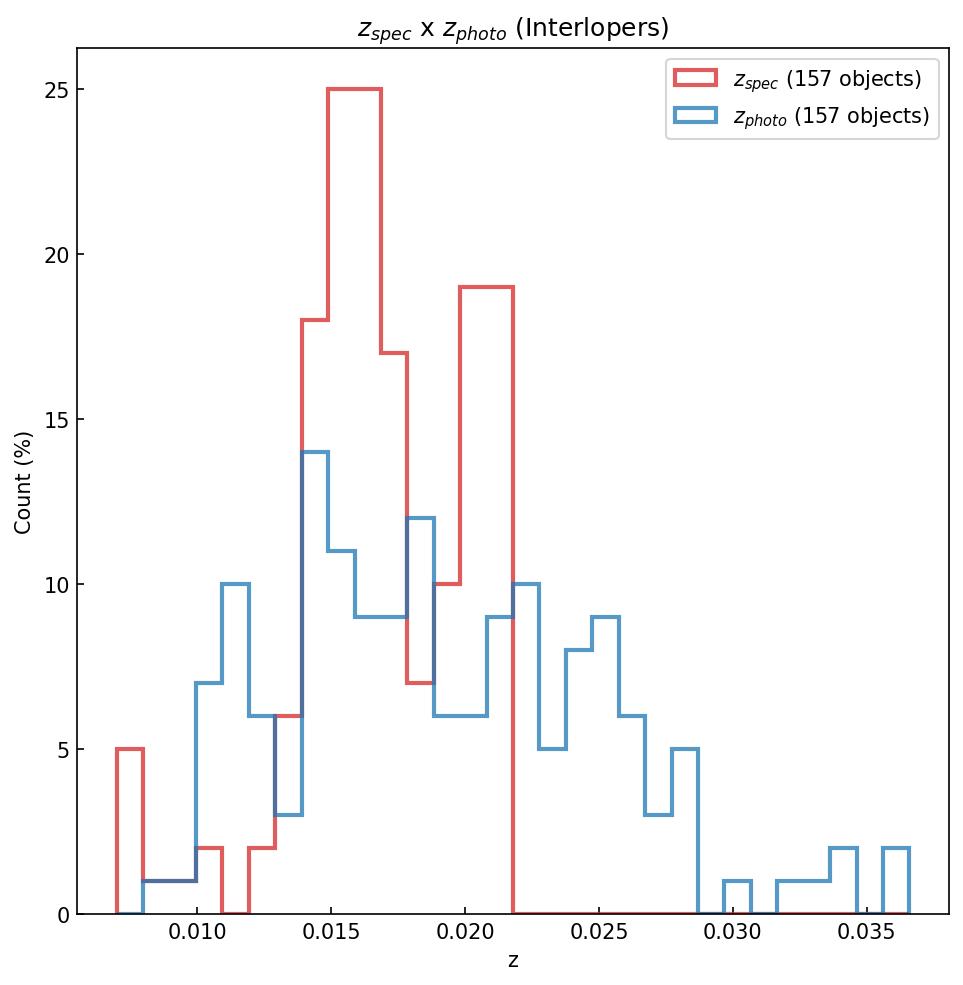 z_spec x z_photo (Interlopers)
z_spec (157 objects)
z_photo (157 objects)
Count (%)
25
20
15
10
5
0
0.010 0.015 0.020 0.025 0.030 0.035
z